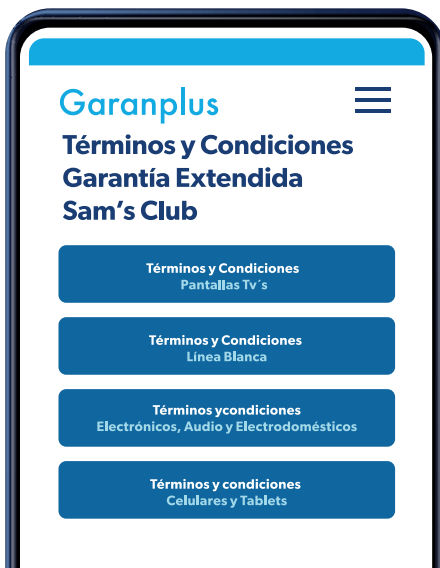 Garanplus
Términos y Condiciones
Garantía Extendida
Sam's Club
Términos y Condiciones
Pantallas Tv´s
Términos y Condiciones
Línea Blanca
Términos ycondiciones
Electrónicos, Audio y Electrodomésticos
Términos y condiciones
Celulares y Tablets